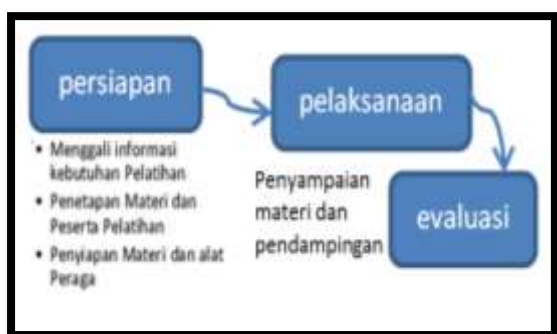 persiapan
• Menggali informasi
kebutuhan Pelatihan
• Penetapan Materi dan
Peserta Pelatihan
• Penyiapan Materi dan alat
Peraga
pelaksanaan
Penyampaian
materi dan
pendampingan
evaluasi